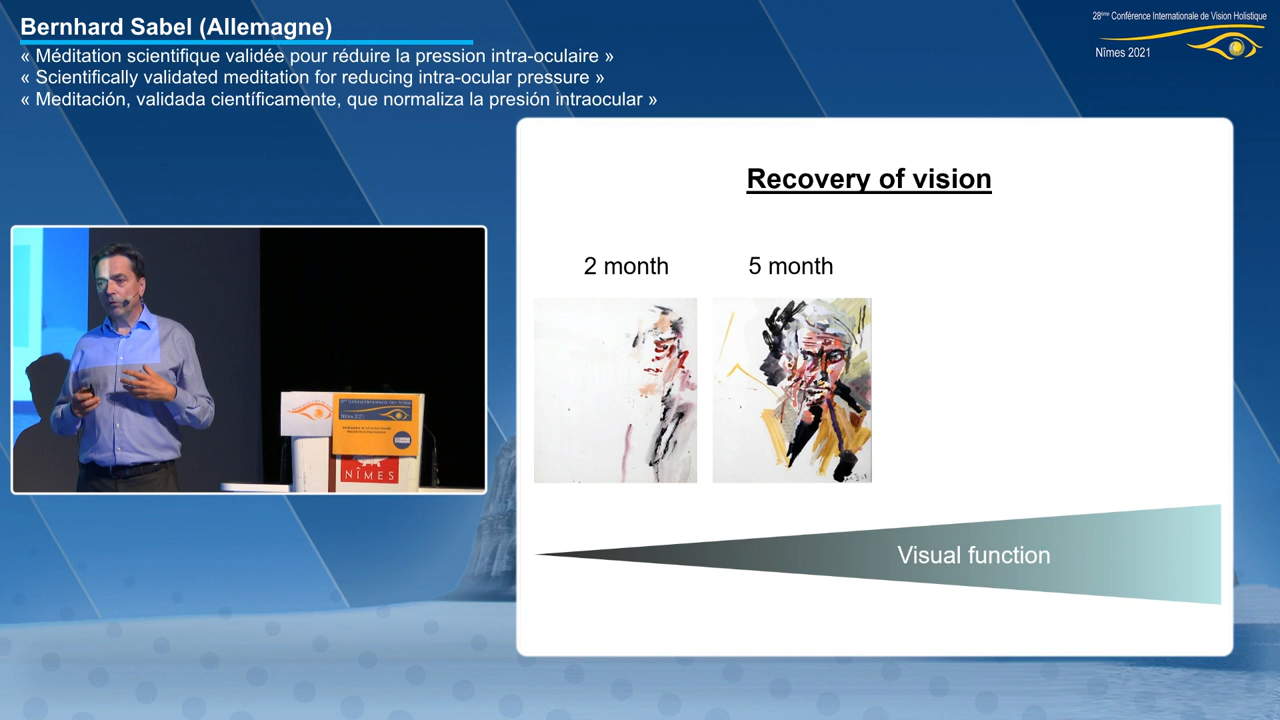 Bernhard Sabel (Allemagne)
« Méditation scientifique validée pour réduire la pression intra-oculaire »
« Scientifically validated meditation for reducing intra-ocular pressure »
« Meditación, validada científicamente, que normaliza la presión intraocular »
28ème Conférence Internationale de Vision Holistique
Nîmes 2021
Recovery of vision
2 month
5 month
Visual function
Nîmes 2021
NÎMES